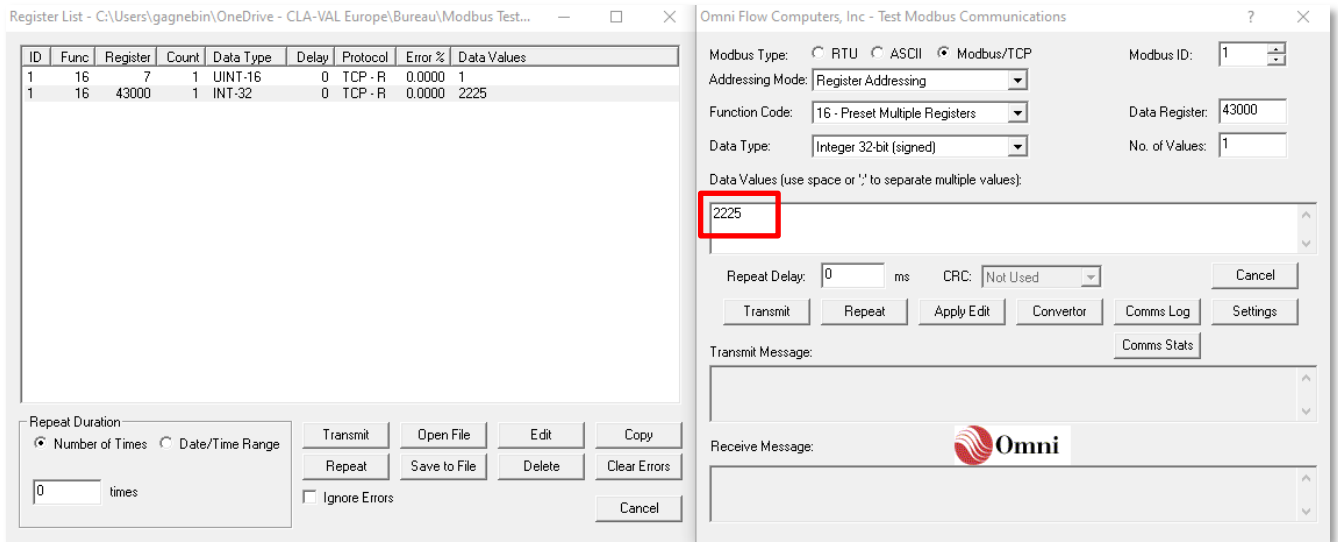 Register List - C:\Users\gagnebin\OneDrive - CLA-VAL Europe\Bureau\Modbus Test...
ID Func Register Count Data Type Delay Protocol Error % Data Values
1 16 7 1 UINT-16 0 TCP - R 0.0000 1
1 16 43000 1 INT-32 0 TCP - R 0.0000 2225
Repeat Duration
Number of Times Date/Time Range
0 times
Transmit Open File Edit Copy
Repeat Save to File Delete Clear Errors
Ignore Errors
Cancel
Omni Flow Computers, Inc - Test Modbus Communications ?
Modbus Type: RTU ASCII Modbus/TCP Modbus ID: 1
Addressing Mode: Register Addressing
Function Code: 16 - Preset Multiple Registers Data Register: 43000
Data Type: Integer 32-bit (signed) No. of Values: 1
Data Values (use space or ';' to separate multiple values):
2225
Repeat Delay: 0 ms CRC: Not Used Cancel
Transmit Repeat Apply Edit Convertor Comms Log Settings
Comms Stats
Transmit Message:
Receive Message:
Omni